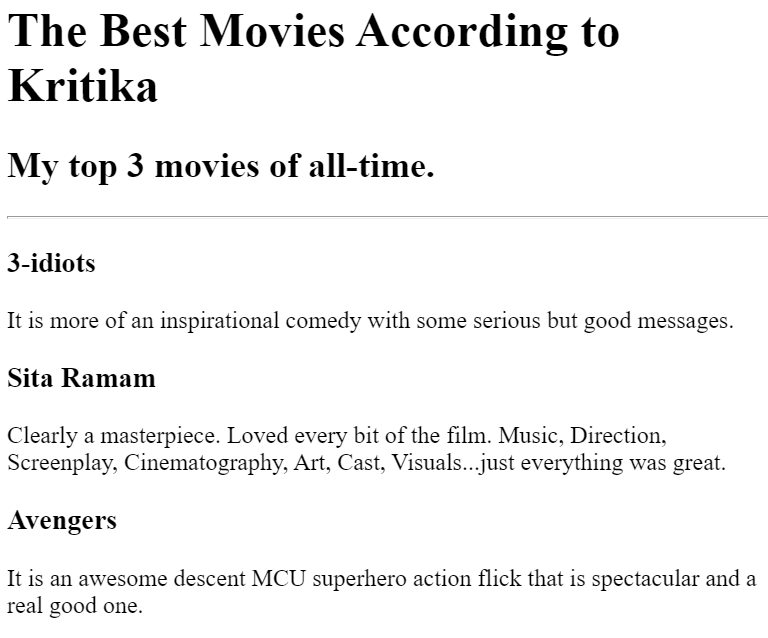 The Best Movies According to
Kritika
My top 3 movies of all-time.
3-idiots
It is more of an inspirational comedy with some serious but good messages.
Sita Ramam
Clearly a masterpiece. Loved every bit of the film. Music, Direction,
Screenplay, Cinematography, Art, Cast, Visuals...just everything was great.
Avengers
It is an awesome descent MCU superhero action flick that is spectacular and a
real good one.